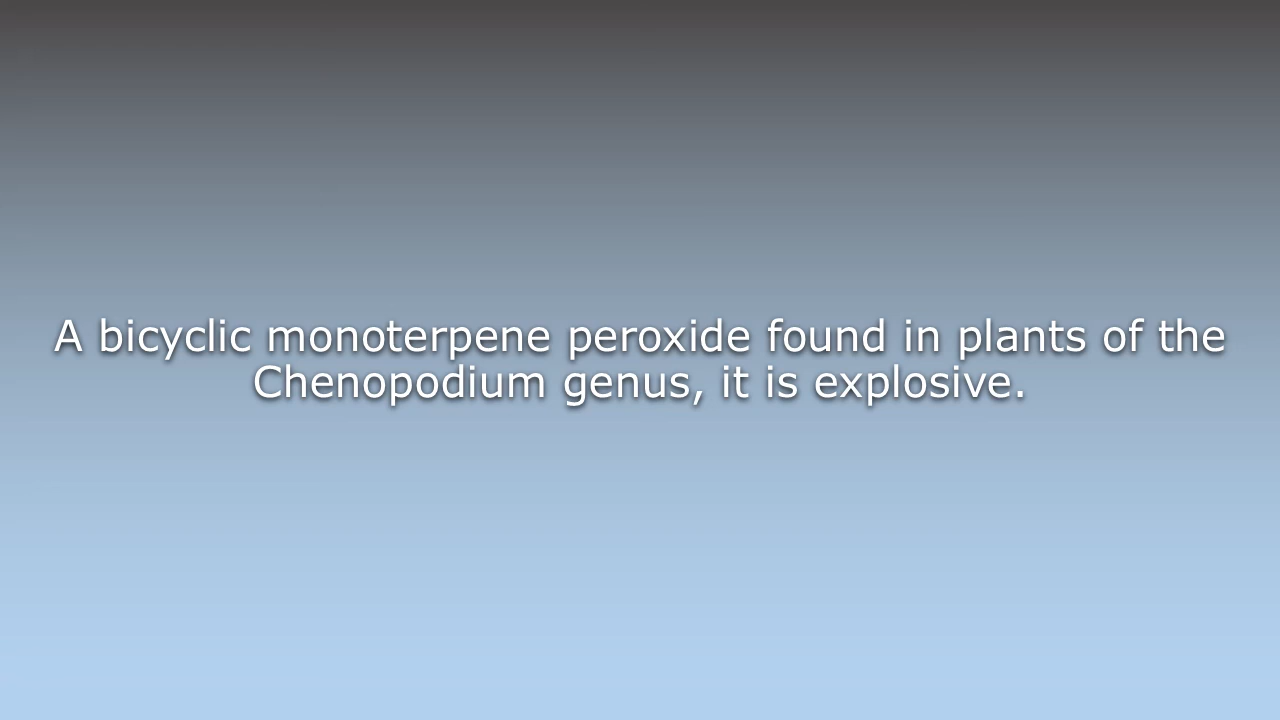 A bicyclic monoterpene peroxide found in plants of the
Chenopodium genus, it is explosive.